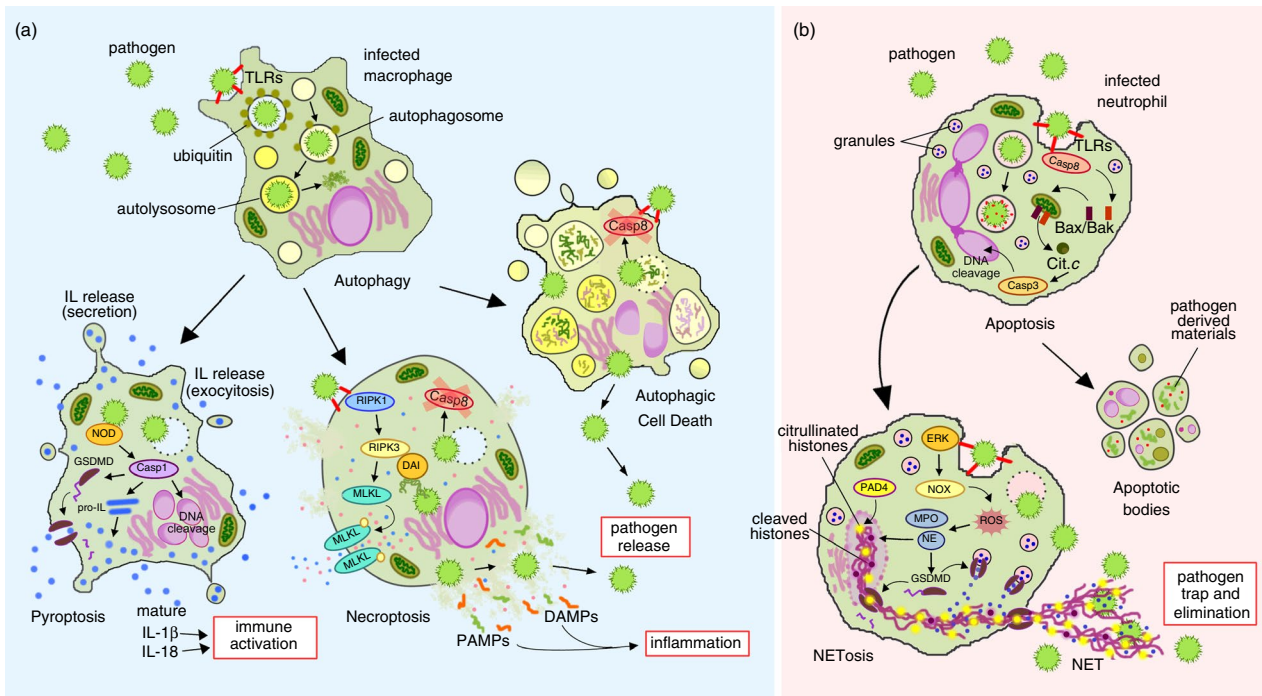 (a)
pathogen
TLRs
infected
macrophage
autophagosome
ubiquitin
autolysosome
Autophagy
Casp8
Autophagic
Cell Death
pathogen
release
IL release
(secretion)
IL release
(exocyitosis)
NOD
GSDMD
Casp1
pro-IL
DNA
cleavage
Pyroptosis
mature
IL-1β
IL-18
immune
activation
RIPK1
Casp8
RIPK3
DAI
MLKL
MLKL
MLKL
Necroptosis
PAMPs
DAMPs
inflammation
(b)
pathogen
infected
neutrophil
granules
TLRs
Casp8
Bax/Bak
Cit.c
DNA
cleavage
Casp3
Apoptosis
pathogen
derived
materials
Apoptotic
bodies
citrullinated
histones
ERK
PAD4
NOX
cleaved
histones
MPO
ROS
NE
GSDMD
NETosis
NET
pathogen
trap and
elimination